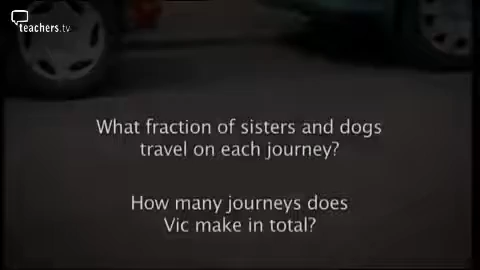 teachers.tv
What fraction of sisters and dogs
travel on each journey?
How many journeys does
Vic make in total?